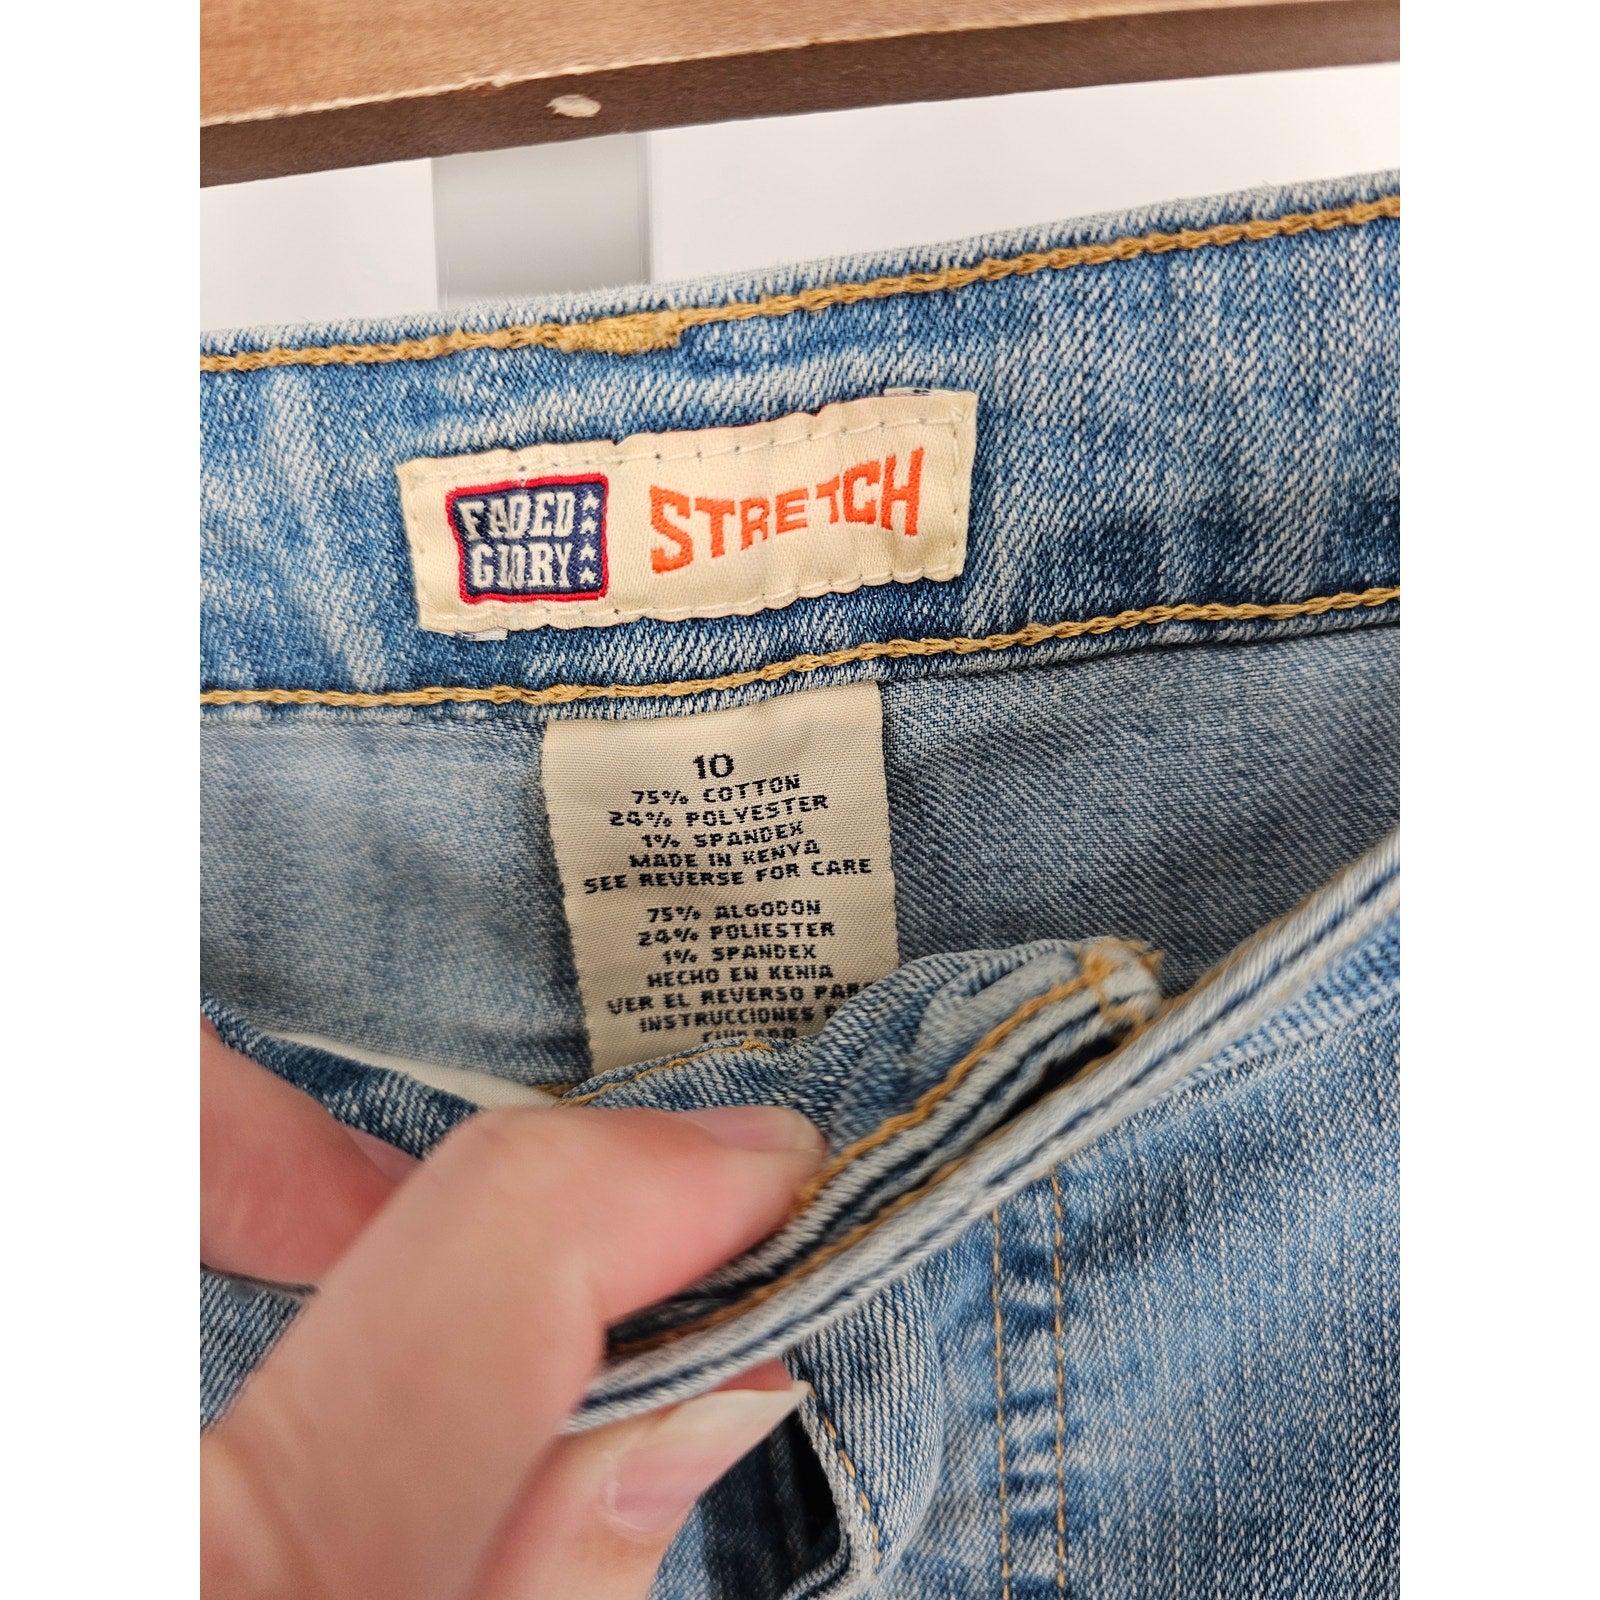 FADED
GLORY
STRETCH
10
75% COTTON
24% POLYESTER
1% SPANDEX
MADE IN KENYA
SEE REVERSE FOR CARE
75% ALGODON
24% POLIESTER
1% SPANDEX
HECHO EN KENIA
VER EL REVERSO
INSTRUCCIONES